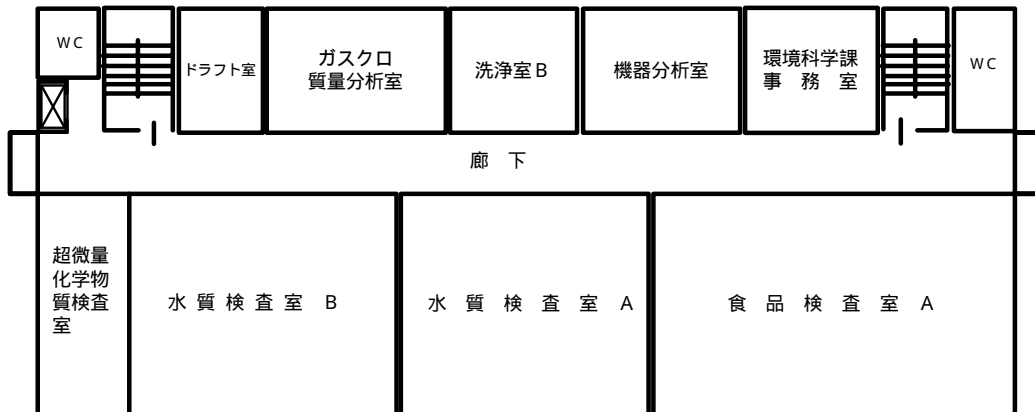 WC
ドラフト室
ガスクロ
質量分析室
洗浄室B
機器分析室
環境科学課
事 務 室
WC
廊 下
超微量
化学物
質検査
室
水 質 検 査 室 B
水 質 検 査 室 A
食 品 検 査 室 A